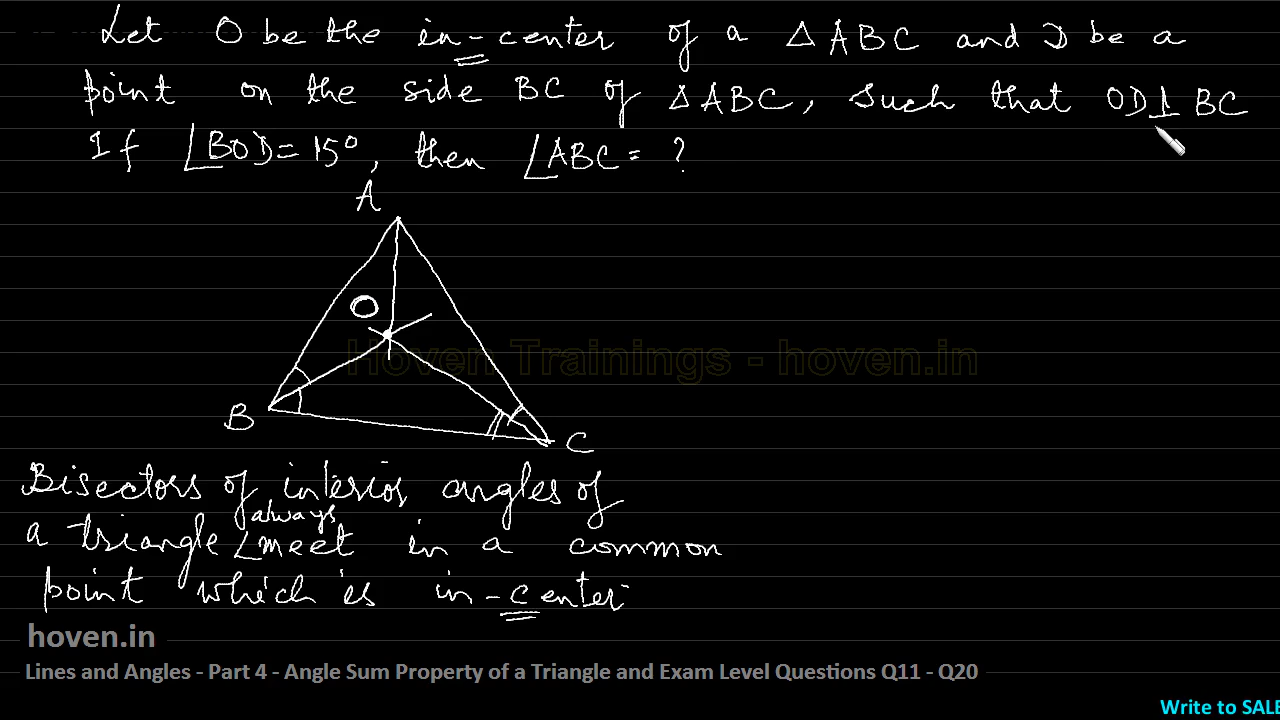 Let O be the in-center of a △ABC and D be a
point on the side BC of △ABC, such that OD⊥BC
If ∠BOD = 15°, then ∠ABC = ?
A
O
Hoven Trainings - hoven.in
B
C
Bisectors of interior angles of
always
a triangle ∠meet in a common
point which is in-center
hoven.in
Lines and Angles - Part 4 - Angle Sum Property of a Triangle and Exam Level Questions Q11 - Q20
Write to SALE